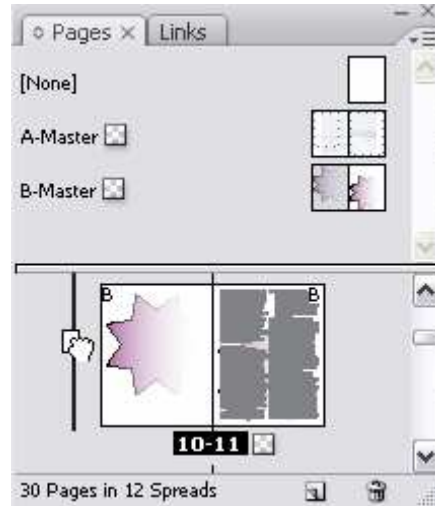 Pages Links
[None]
A-Master
B-Master
B B
10-11
30 Pages in 12 Spreads